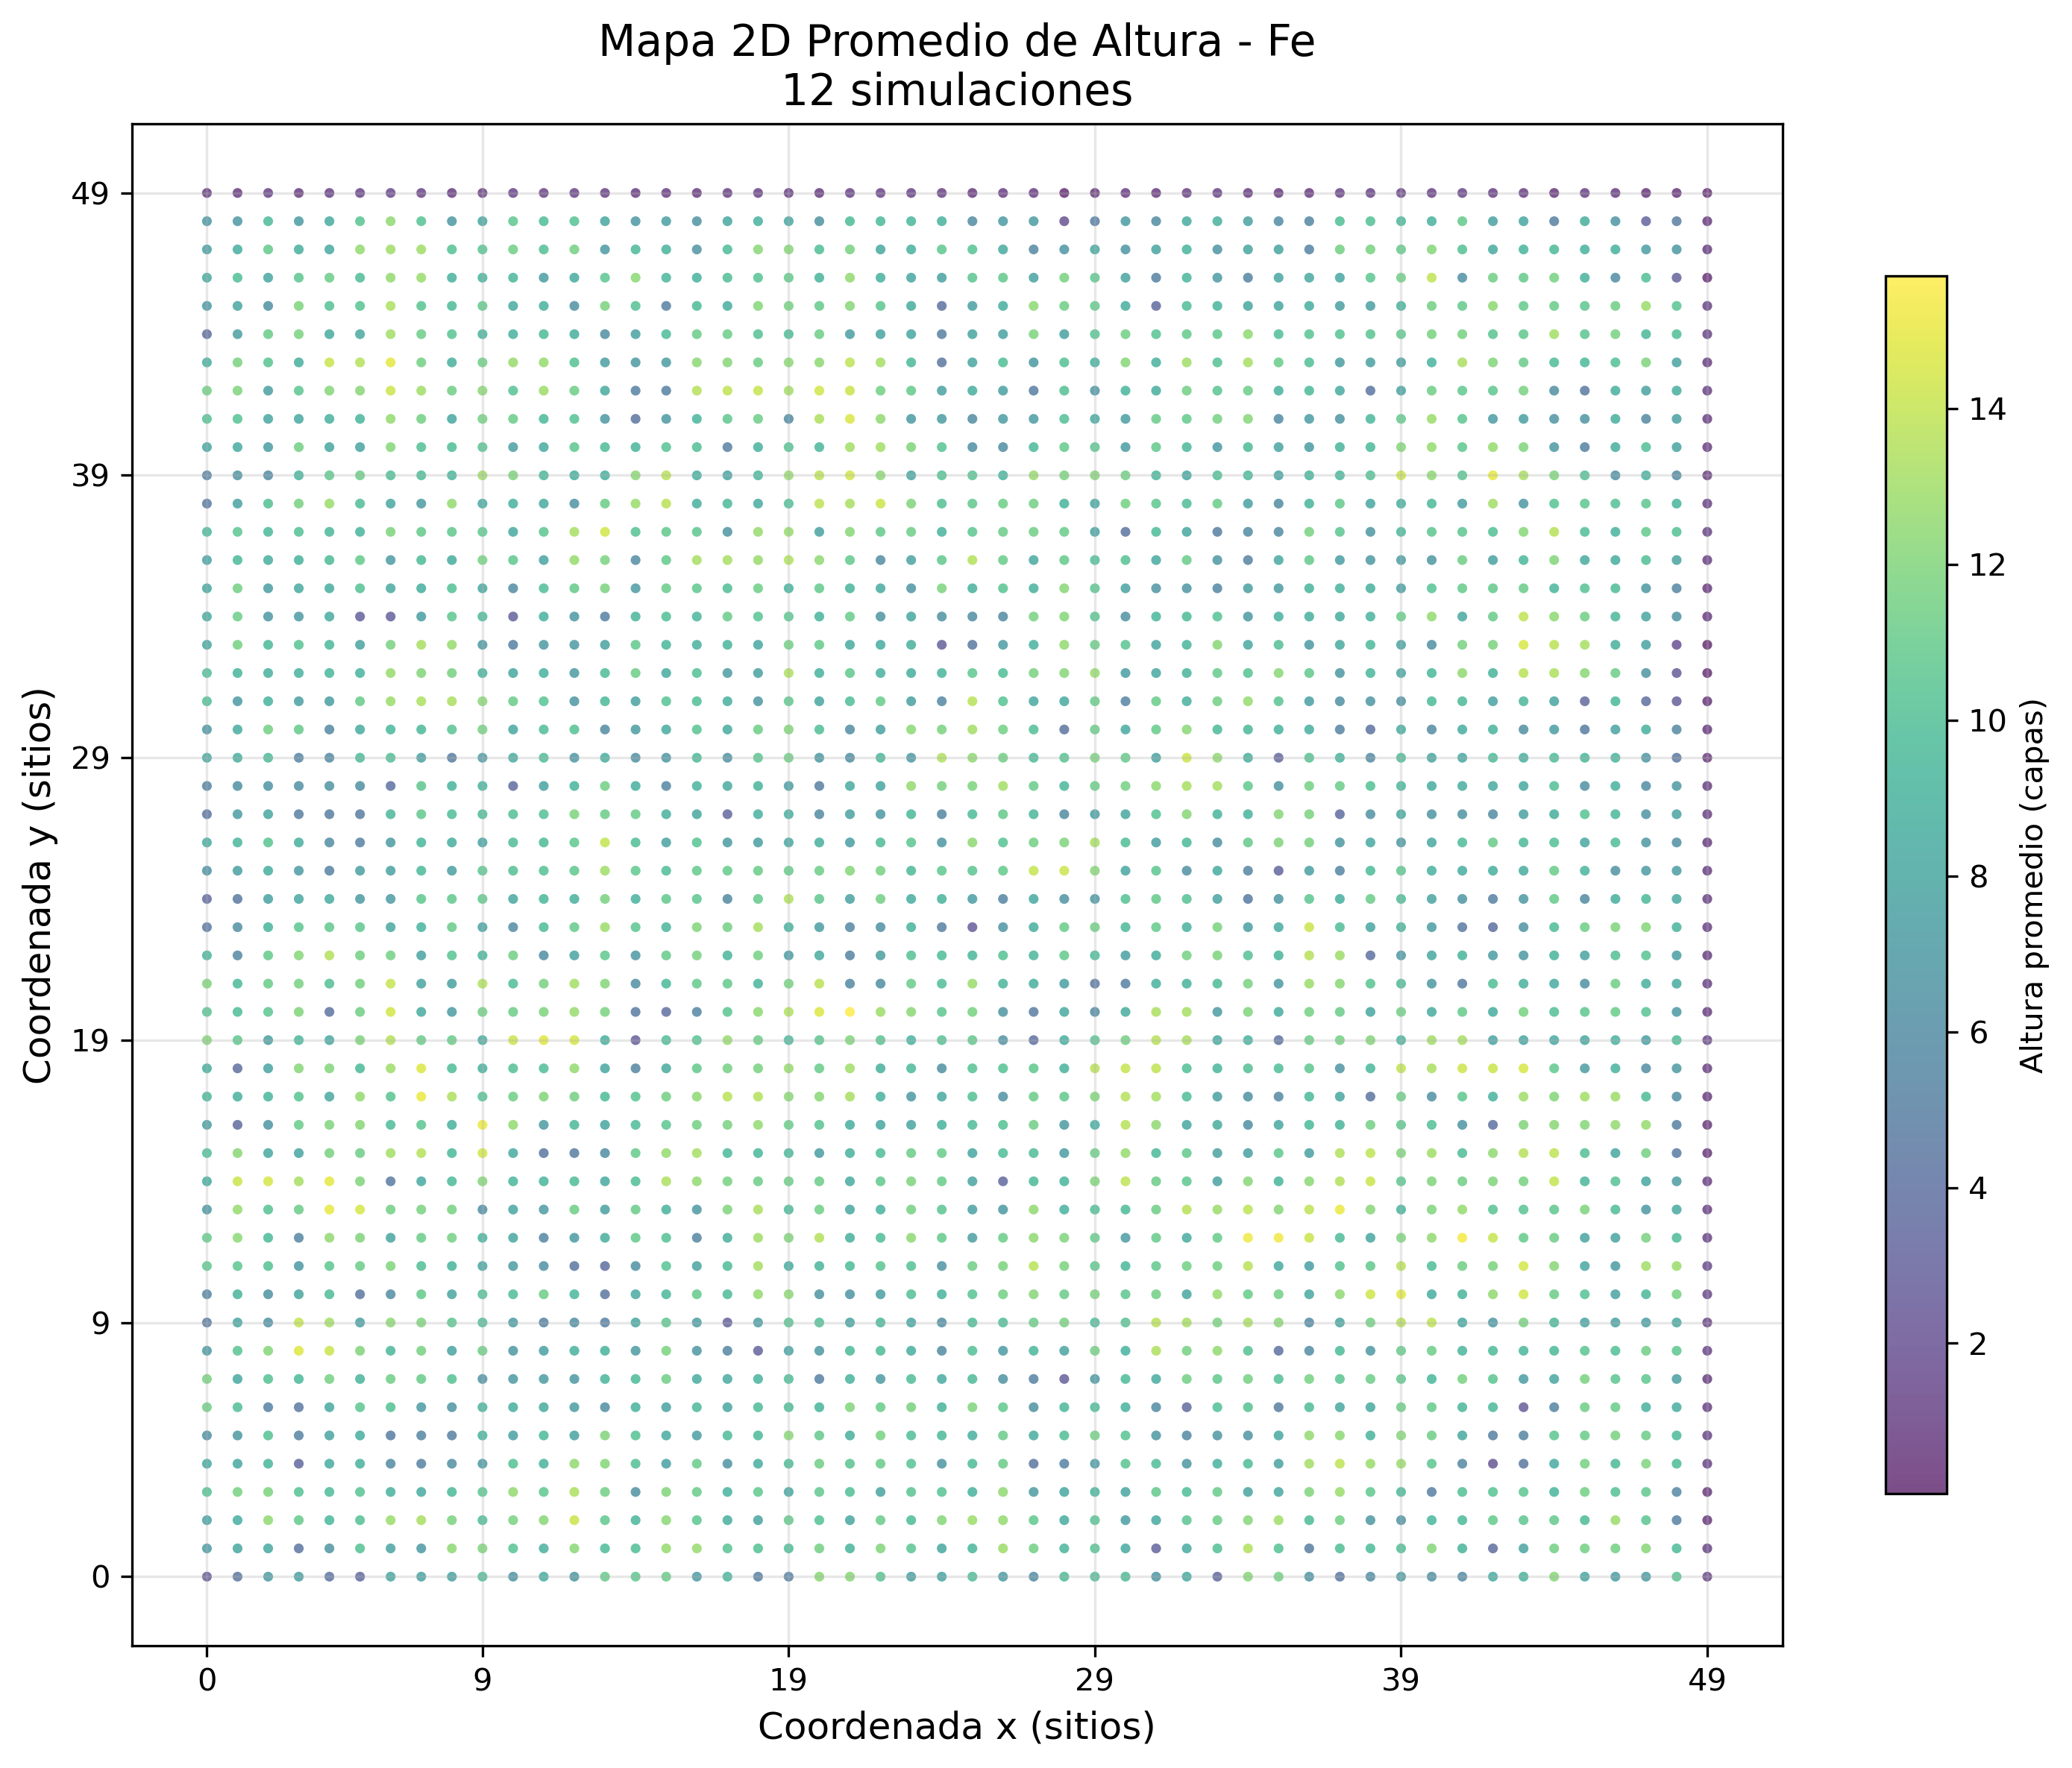 Mapa 2D Promedio de Altura - Fe
12 simulaciones
49
39
29
19
9
0
Coordenada y (sitios)
0 9 19 29 39 49
Coordenada x (sitios)
14
12
10
8
6
4
2
Altura promedio (capas)